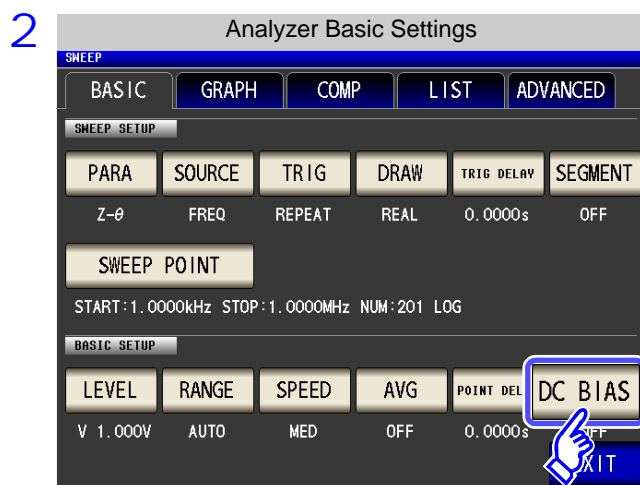 2
Analyzer Basic Settings
SWEEP
BASIC GRAPH COMP LIST ADVANCED
SWEEP SETUP
PARA SOURCE TRIG DRAW TRIG DELAY SEGMENT
Z-θ FREQ REPEAT REAL 0.0000s OFF
SWEEP POINT
START:1.0000kHz STOP:1.0000MHz NUM:201 LOG
BASIC SETUP
LEVEL RANGE SPEED AVG POINT DEL DC BIAS
V 1.000V AUTO MED OFF 0.0000s